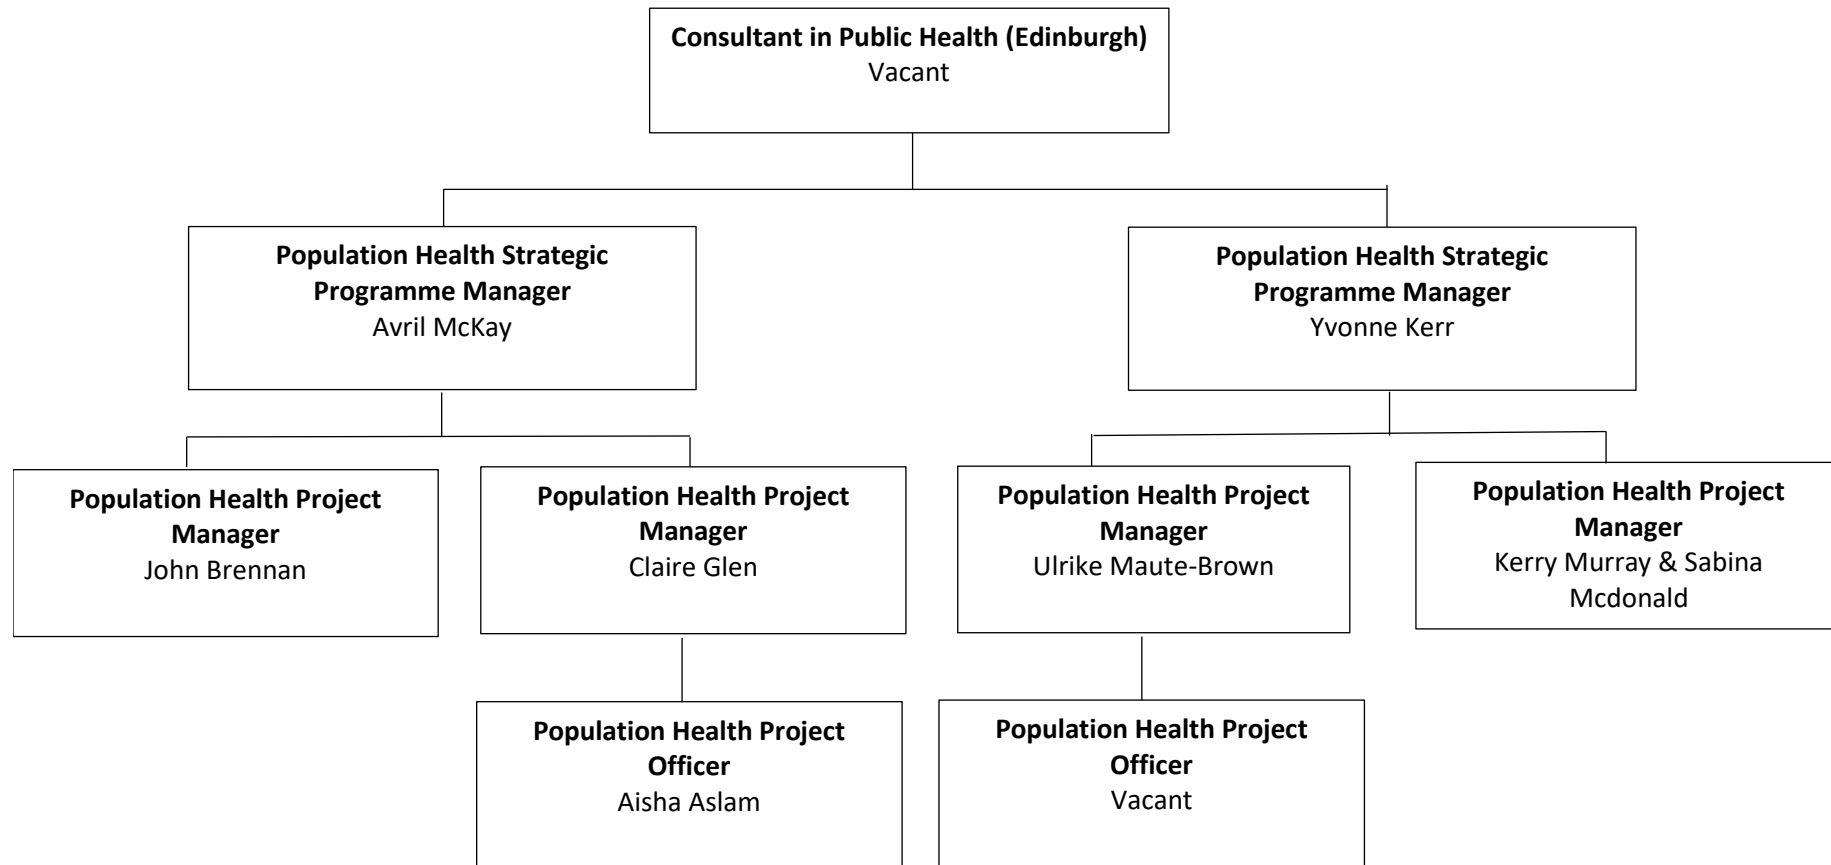 Consultant in Public Health (Edinburgh)
Vacant
Population Health Strategic
Programme Manager
Avril McKay
Population Health Strategic
Programme Manager
Yvonne Kerr
Population Health Project
Manager
John Brennan
Population Health Project
Manager
Claire Glen
Population Health Project
Manager
Ulrike Maute-Brown
Population Health Project
Manager
Kerry Murray & Sabina
Mcdonald
Population Health Project
Officer
Aisha Aslam
Population Health Project
Officer
Vacant